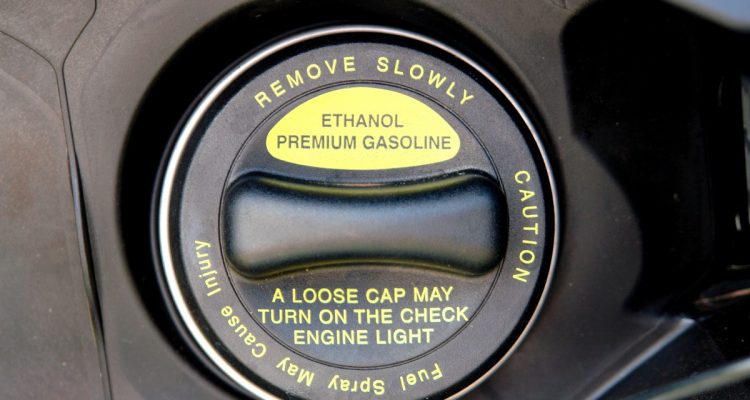 REMOVE SLOWLY
ETHANOL
PREMIUM GASOLINE
CAUTION
A LOOSE CAP MAY
TURN ON THE CHECK
ENGINE LIGHT
Fuel Spray May Cause Injury